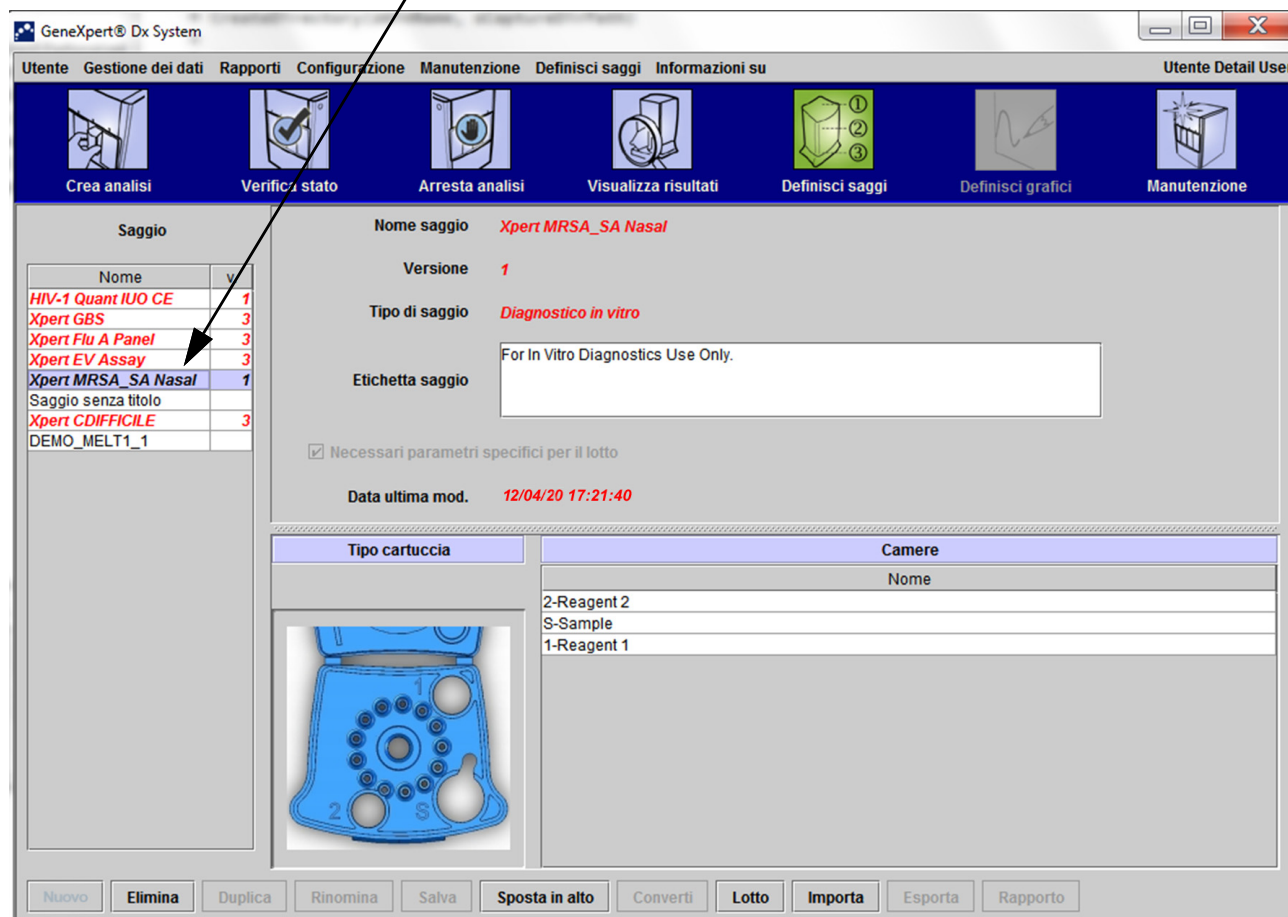 GeneXpert® Dx System
Utente Gestione dei dati Rapporti Configurazione Manutenzione Definisci saggi Informazioni su Utente Detail User
1
2
3
Crea analisi Verifica stato Arresta analisi Visualizza risultati Definisci saggi Definisci grafici Manutenzione
Saggio
Nome v.
HIV-1 Quant IUO CE 1
Xpert GBS 3
Xpert Flu A Panel 3
Xpert EV Assay 3
Xpert MRSA_SA Nasal 1
Saggio senza titolo
Xpert CDIFFICILE 3
DEMO_MELT1_1
Nome saggio Xpert MRSA_SA Nasal
Versione 1
Tipo di saggio Diagnostico in vitro
Etichetta saggio For In Vitro Diagnostics Use Only.
Necessari parametri specifici per il lotto
Data ultima mod. 12/04/20 17:21:40
Tipo cartuccia
1
2 S
Camere
Nome
2-Reagent 2
S-Sample
1-Reagent 1
Nuovo Elimina Duplica Rinomina Salva Sposta in alto Converti Lotto Importa Esporta Rapporto